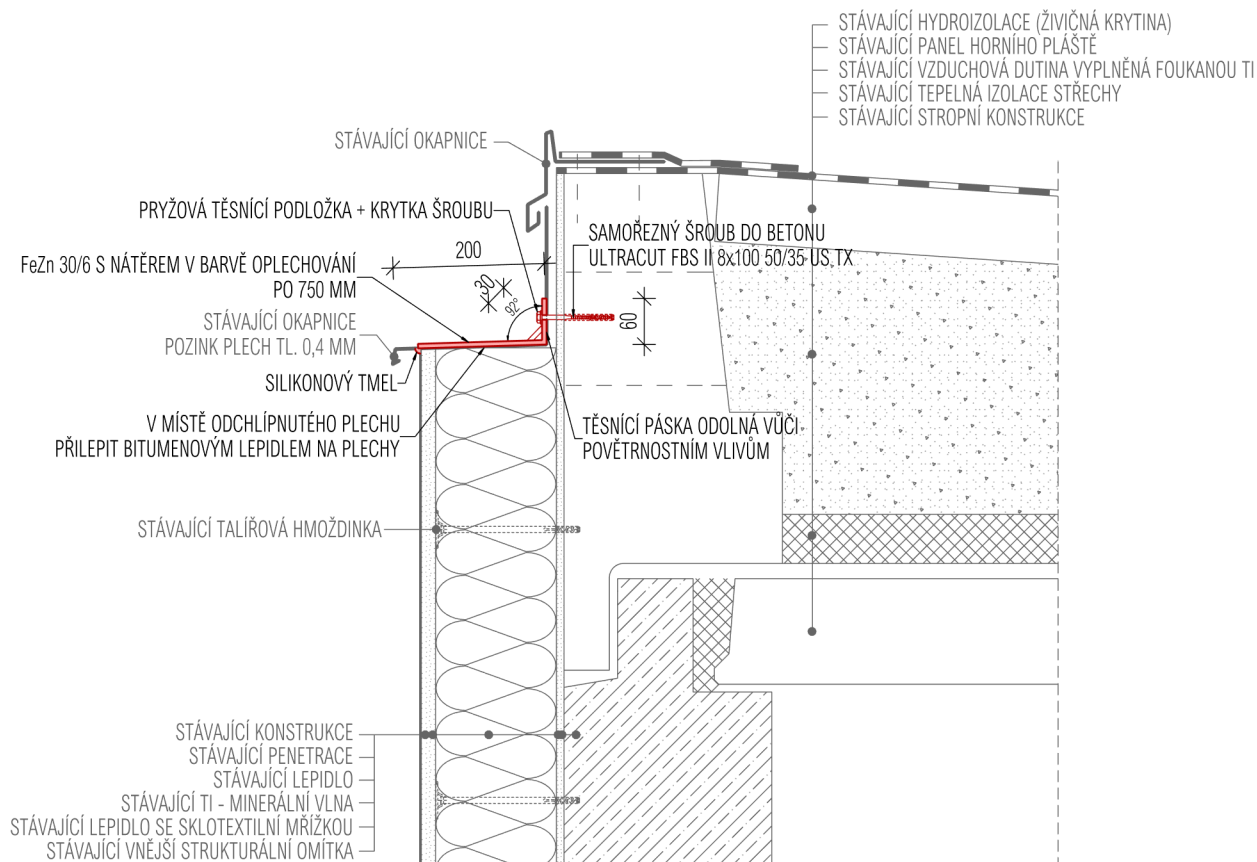 STÁVAJÍCÍ HYDROIZOLACE (ŽIVIČNÁ KRYTINA)
STÁVAJÍCÍ PANEL HORNÍHO PLÁŠTĚ
STÁVAJÍCÍ VZDUCHOVÁ DUTINA VYPLNĚNÁ FOUKANOU TI
STÁVAJÍCÍ TEPELNÁ IZOLACE STŘECHY
STÁVAJÍCÍ STROPNÍ KONSTRUKCE
STÁVAJÍCÍ OKAPNICE
PRYŽOVÁ TĚSNÍCÍ PODLOŽKA + KRYTKA ŠROUBU
SAMOŘEZNÝ ŠROUB DO BETONU
ULTRACUT FBS II 8x100 50/35 US TX
200
FeZn 30/6 S NÁTĚREM V BARVĚ OPLECHOVÁNÍ
PO 750 MM
30
92°
60
STÁVAJÍCÍ OKAPNICE
POZINK PLECH TL. 0,4 MM
SILIKONOVÝ TMEL
V MÍSTĚ ODCHLÍPNUTÉHO PLECHU
PŘILEPIT BITUMENOVÝM LEPIDLEM NA PLECHY
TĚSNÍCÍ PÁSKA ODOLNÁ VŮČI
POVĚTRNOSTNÍM VLIVŮM
STÁVAJÍCÍ TALÍŘOVÁ HMOŽDINKA
STÁVAJÍCÍ KONSTRUKCE
STÁVAJÍCÍ PENETRACE
STÁVAJÍCÍ LEPIDLO
STÁVAJÍCÍ TI - MINERÁLNÍ VLNA
STÁVAJÍCÍ LEPIDLO SE SKLOTEXTILNÍ MŘÍŽKOU
STÁVAJÍCÍ VNĚJŠÍ STRUKTURÁLNÍ OMÍTKA